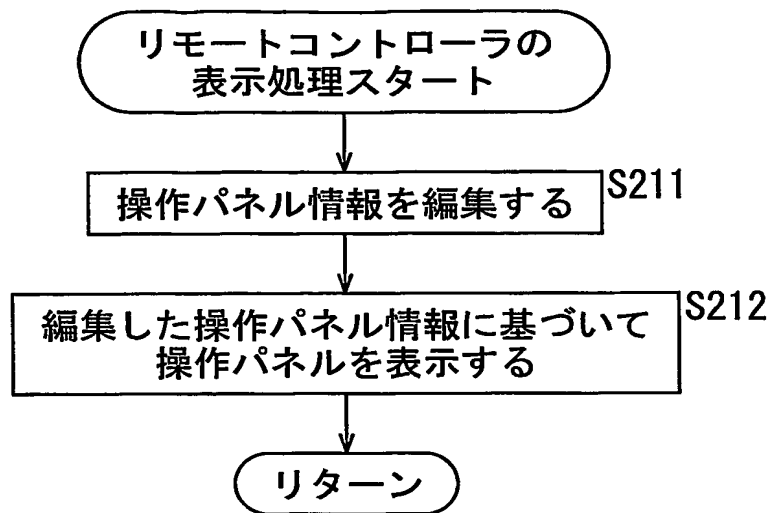 リモートコントローラの
表示処理スタート
操作パネル情報を編集する
S211
編集した操作パネル情報に基づいて
操作パネルを表示する
S212
リターン